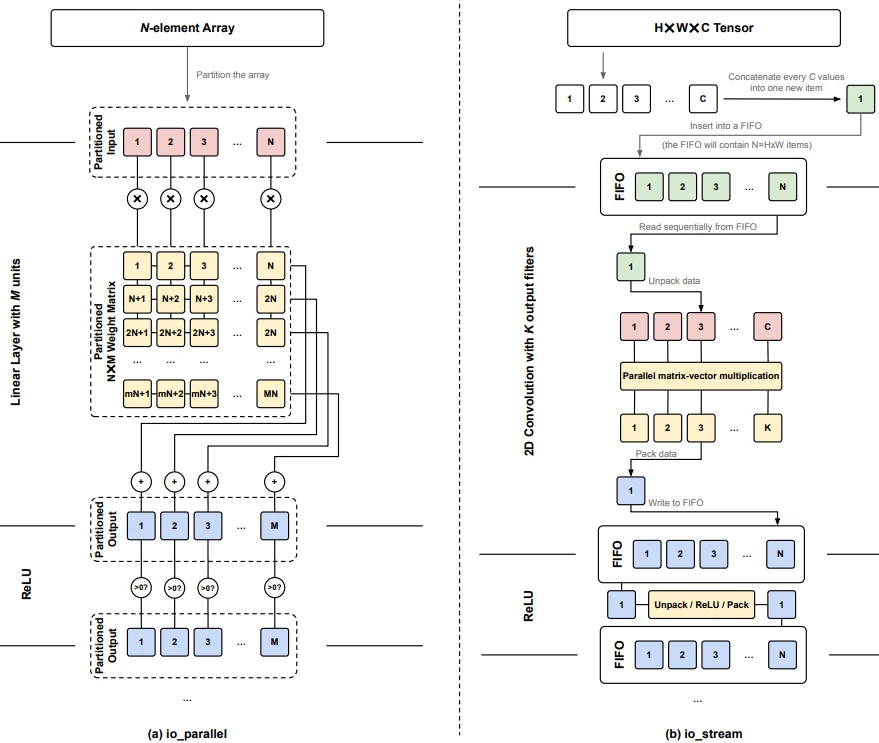 N-element Array
Partition the array
Partitioned
Input
1 2 3 ... N
× × × ×
Linear Layer with M units
Partitioned
N×M Weight Matrix
1 2 3 ... N
N+1 N+2 N+3 ... 2N
2N+1 2N+2 2N+3 ... 2N
... ... ... ...
mN+1 mN+2 mN+3 ... MN
+ + + +
Partitioned
Output
1 2 3 ... M
ReLU
>0? >0? >0? >0?
Partitioned
Output
1 2 3 ... M
...
(a) io_parallel
H×W×C Tensor
1 2 3 ... C
Concatenate every C values
into one new item
1
Insert into a FIFO
(the FIFO will contain N=HxW items)
FIFO
1 2 3 ... N
Read sequentially from FIFO
1
Unpack data
2D Convolution with K output filters
1 2 3 ... C
Parallel matrix-vector multiplication
1 2 3 ... K
Pack data
1
Write to FIFO
FIFO
1 2 3 ... N
ReLU
1 Unpack / ReLU / Pack 1
FIFO
1 2 3 ... N
...
(b) io_stream